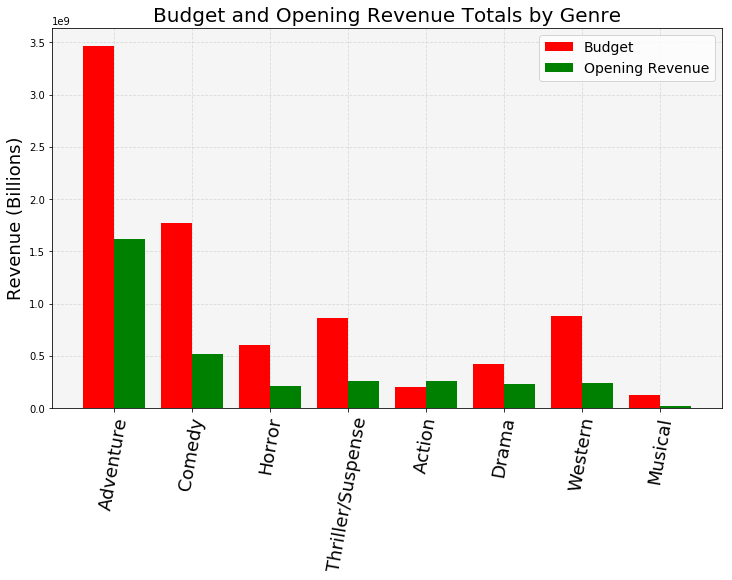 Budget and Opening Revenue Totals by Genre
1e9
Budget
Opening Revenue
Revenue (Billions)
3.5
3.0
2.5
2.0
1.5
1.0
0.5
0.0
Adventure
Comedy
Horror
Thriller/Suspense
Action
Drama
Western
Musical